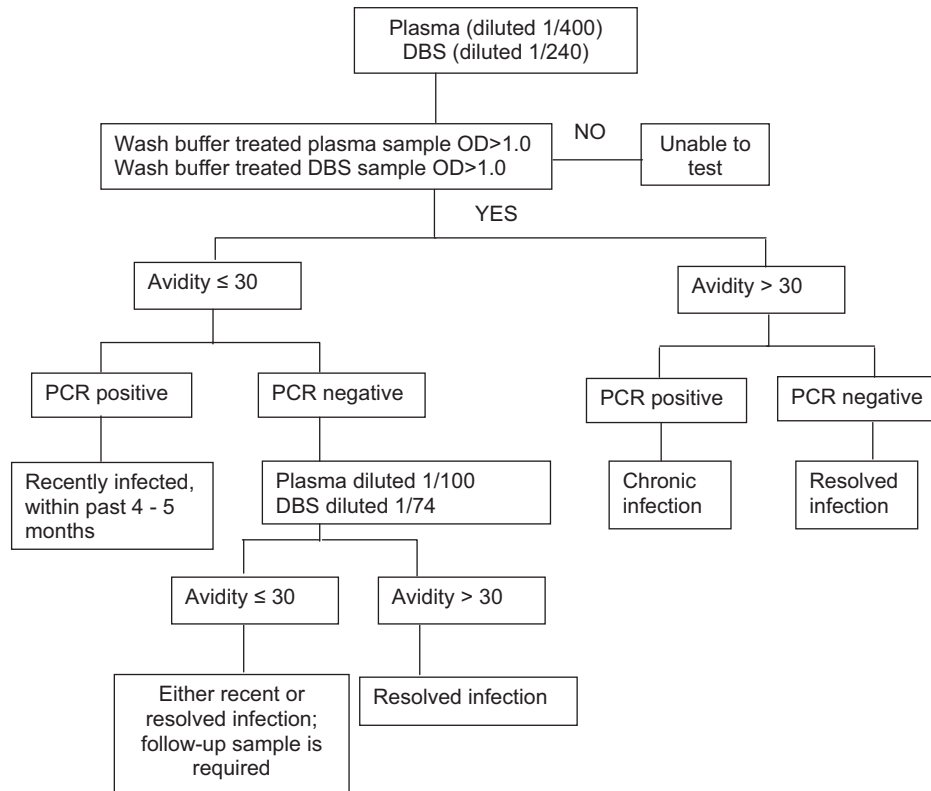 Plasma (diluted 1/400)
DBS (diluted 1/240)
Wash buffer treated plasma sample OD>1.0
Wash buffer treated DBS sample OD>1.0
NO
Unable to
test
YES
Avidity ≤ 30
Avidity > 30
PCR positive
PCR negative
PCR positive
PCR negative
Recently infected,
within past 4 - 5
months
Plasma diluted 1/100
DBS diluted 1/74
Chronic
infection
Resolved
infection
Avidity ≤ 30
Avidity > 30
Either recent or
resolved infection;
follow-up sample is
required
Resolved infection